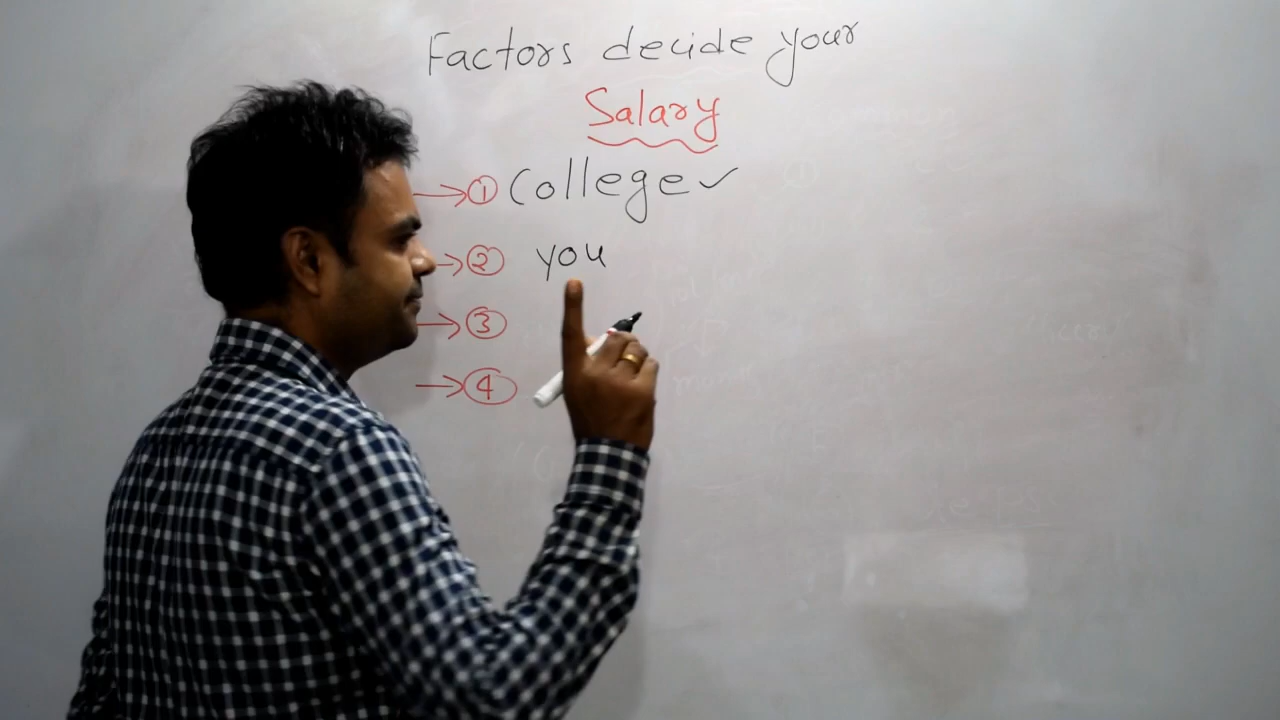 Factors decide your
Salary
→ ① College ✓
→ ② you
→ ③
→ ④